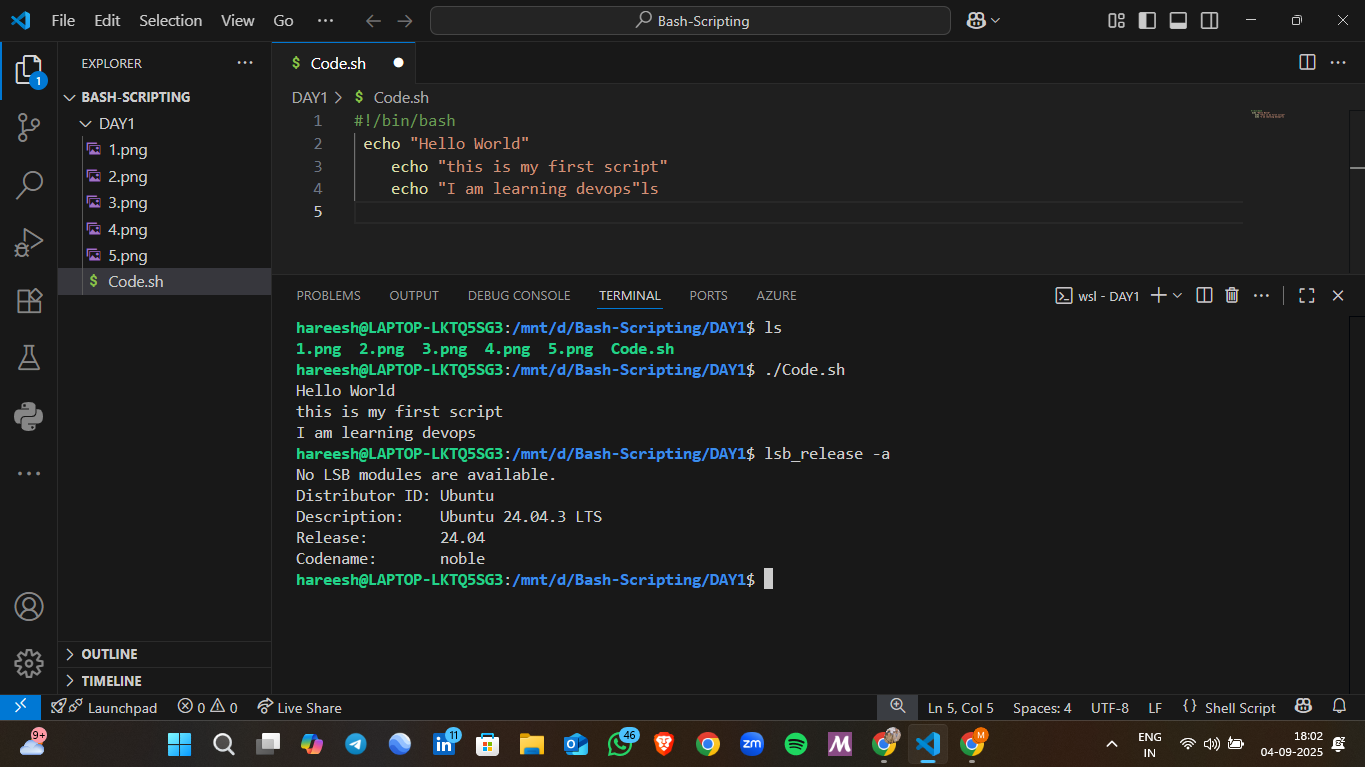 File Edit Selection View Go ··· Bash-Scripting
EXPLORER ···
1
BASH-SCRIPTING
DAY1
1.png
2.png
3.png
4.png
5.png
$ Code.sh
OUTLINE
TIMELINE
$ Code.sh
DAY1 > $ Code.sh
1 #!/bin/bash
2 echo "Hello World"
3 echo "this is my first script"
4 echo "I am learning devops"ls
5
PROBLEMS OUTPUT DEBUG CONSOLE TERMINAL PORTS AZURE wsl - DAY1
hareesh@LAPTOP-LKTQ5SG3:/mnt/d/Bash-Scripting/DAY1$ ls
1.png 2.png 3.png 4.png 5.png Code.sh
hareesh@LAPTOP-LKTQ5SG3:/mnt/d/Bash-Scripting/DAY1$ ./Code.sh
Hello World
this is my first script
I am learning devops
hareesh@LAPTOP-LKTQ5SG3:/mnt/d/Bash-Scripting/DAY1$ lsb_release -a
No LSB modules are available.
Distributor ID: Ubuntu
Description: Ubuntu 24.04.3 LTS
Release: 24.04
Codename: noble
hareesh@LAPTOP-LKTQ5SG3:/mnt/d/Bash-Scripting/DAY1$
Launchpad 0 0 Live Share Ln 5, Col 5 Spaces: 4 UTF-8 LF {} Shell Script
9+ in 11 46 zm M M
ENG
IN
18:02
04-09-2025